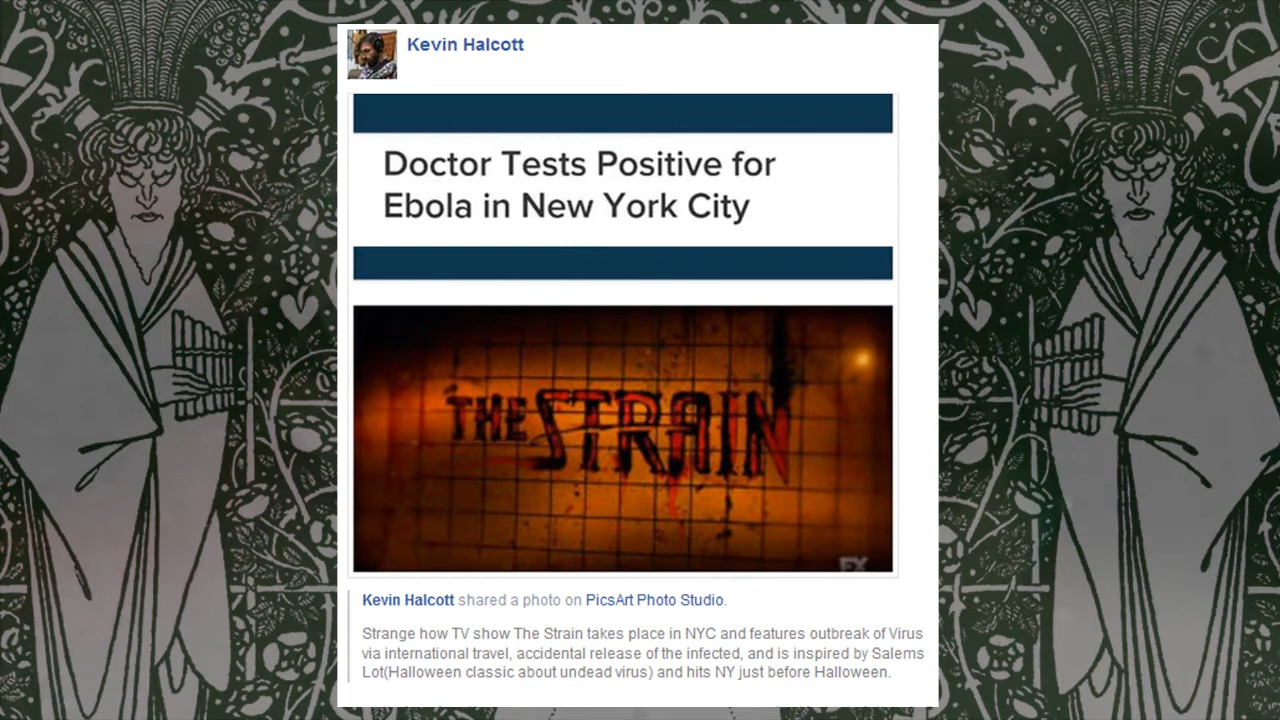 Kevin Halcott
Doctor Tests Positive for
Ebola in New York City
THE STRAIN
FX
Kevin Halcott shared a photo on PicsArt Photo Studio.
Strange how TV show The Strain takes place in NYC and features outbreak of Virus
via international travel, accidental release of the infected, and is inspired by Salems
Lot(Halloween classic about undead virus) and hits NY just before Halloween.